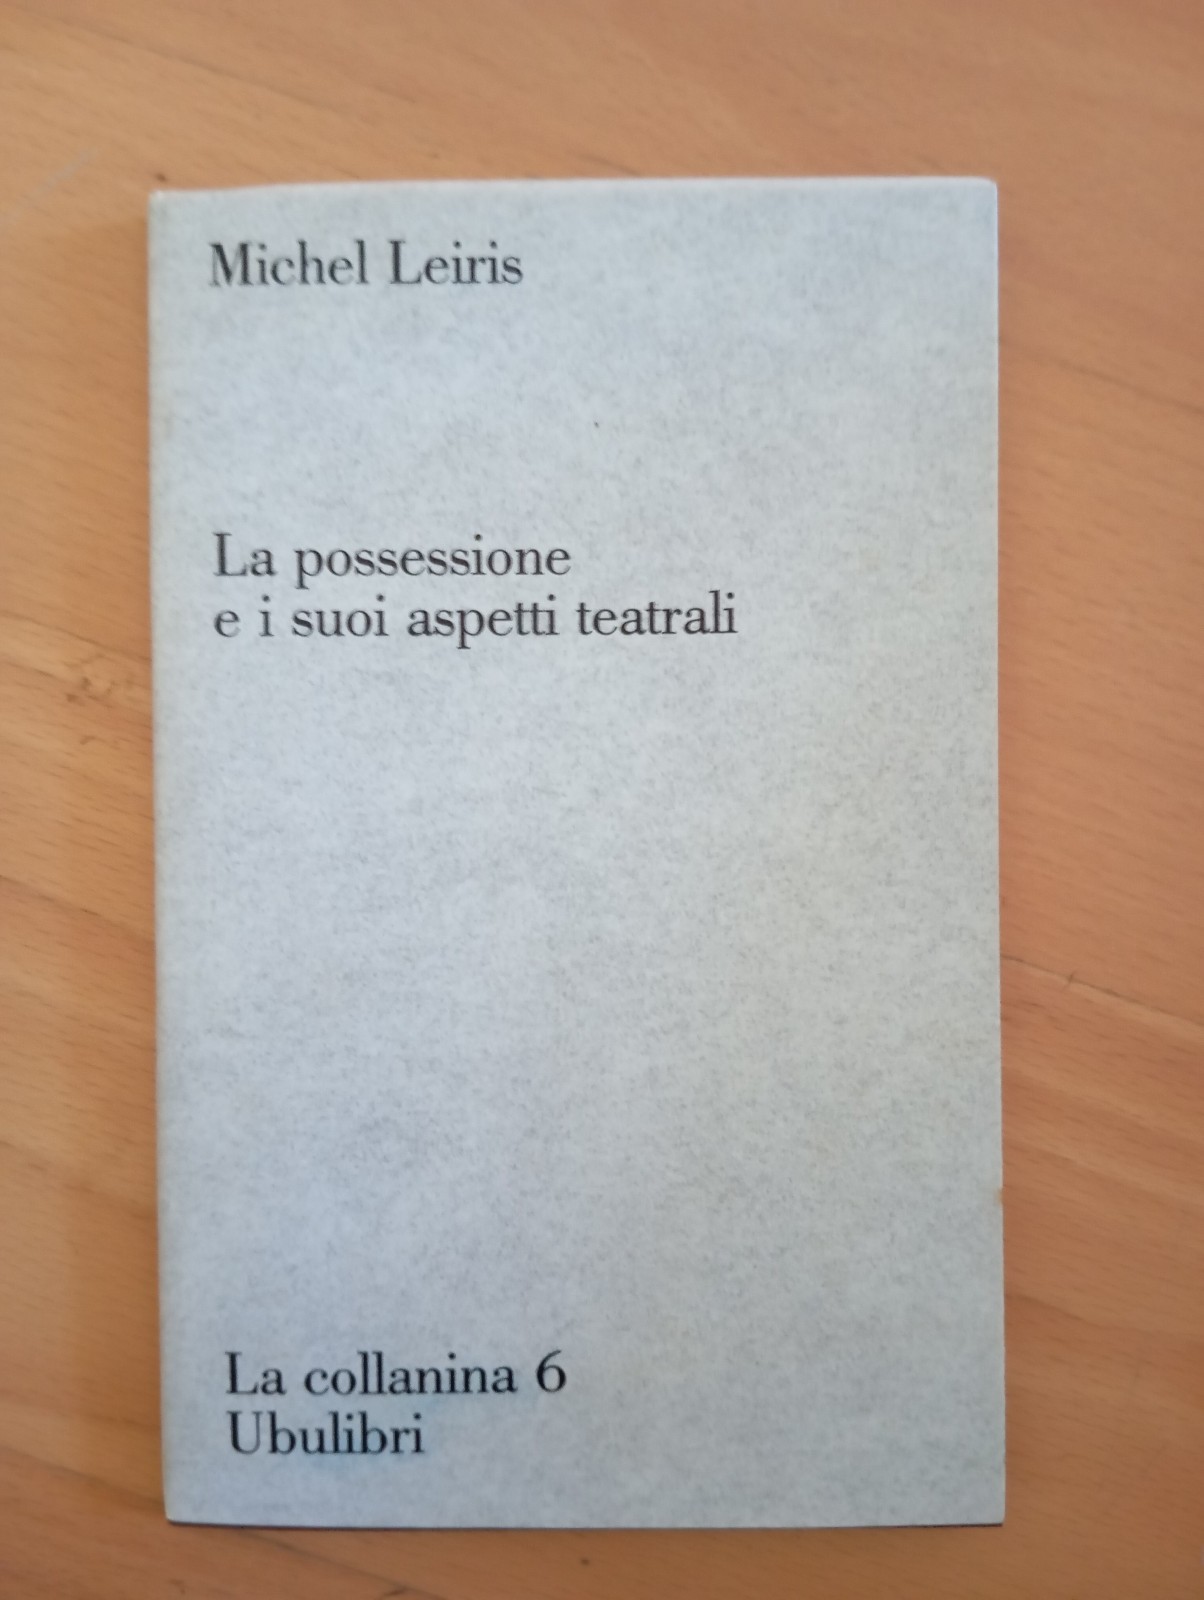 Michel Leiris
La possessione
e i suoi aspetti teatrali
La collanina 6
Ubulibri